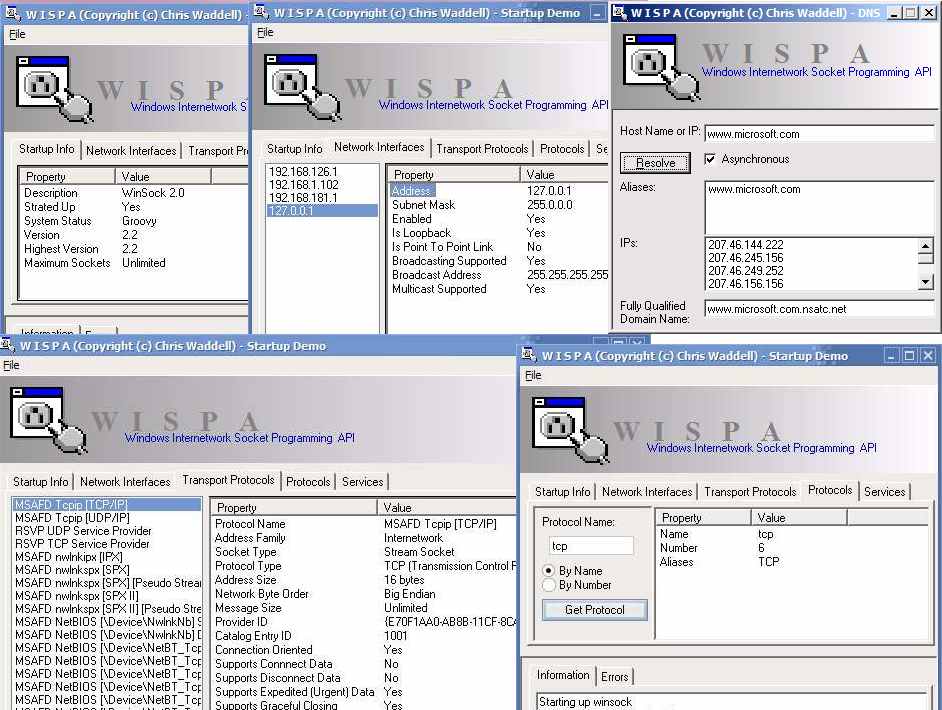 W I S P A (Copyright (c) Chris Waddell) -
File
W I S P
Windows Internetwork S
Startup Info Network Interfaces Transport Pro
Property Value
Description WinSock 2.0
Strated Up Yes
System Status Groovy
Version 2.2
Highest Version 2.2
Maximum Sockets Unlimited
Information
W I S P A (Copyright (c) Chris Waddell) - Startup Demo
File
W I S P A
Windows Internetwork Socket Programming API
Startup Info Network Interfaces Transport Protocols Protocols Se
192.168.126.1
192.168.1.102
192.168.181.1
127.0.0.1
Property Value
Address 127.0.0.1
Subnet Mask 255.0.0.0
Enabled Yes
Is Loopback Yes
Is Point To Point Link No
Broadcasting Supported Yes
Broadcast Address 255.255.255.255
Multicast Supported Yes
W I S P A (Copyright (c) Chris Waddell) - DNS
W I S P A
Windows Internetwork Socket Programming API
Host Name or IP: www.microsoft.com
Resolve Asynchronous
Aliases: www.microsoft.com
IPs: 207.46.144.222
207.46.245.156
207.46.249.252
207.46.156.156
Fully Qualified Domain Name: www.microsoft.com.nsatc.net
W I S P A (Copyright (c) Chris Waddell) - Startup Demo
File
W I S P A
Windows Internetwork Socket Programming API
Startup Info Network Interfaces Transport Protocols Protocols Services
MSAFD Tcpip [TCP/IP]
MSAFD Tcpip [UDP/IP]
RSVP UDP Service Provider
RSVP TCP Service Provider
MSAFD nwlnkipx [IPX]
MSAFD nwlnkspx [SPX]
MSAFD nwlnkspx [SPX] [Pseudo Strea
MSAFD nwlnkspx [SPX II]
MSAFD nwlnkspx [SPX II] [Pseudo Stre
MSAFD NetBIOS [\Device\NwlnkNb] S
MSAFD NetBIOS [\Device\NwlnkNb] D
MSAFD NetBIOS [\Device\NetBT_Tcp
MSAFD NetBIOS [\Device\NetBT_Tcp
MSAFD NetBIOS [\Device\NetBT_Tcp
MSAFD NetBIOS [\Device\NetBT_Tcp
Property Value
Protocol Name MSAFD Tcpip [TCP/IP]
Address Family Internetwork
Socket Type Stream Socket
Protocol Type TCP (Transmission Control P
Address Size 16 bytes
Network Byte Order Big Endian
Message Size Unlimited
Provider ID {E70F1AA0-AB8B-11CF-8CA
Catalog Entry ID 1001
Connection Oriented Yes
Supports Connnect Data No
Supports Disconnect Data No
Supports Expedited (Urgent) Data Yes
Supports Graceful Closing Yes
W I S P A (Copyright (c) Chris Waddell) - Startup Demo
File
W I S P A
Windows Internetwork Socket Programming API
Startup Info Network Interfaces Transport Protocols Protocols Services
Protocol Name:
tcp
By Name
By Number
Get Protocol
Property Value
Name tcp
Number 6
Aliases TCP
Information Errors
Starting up winsock